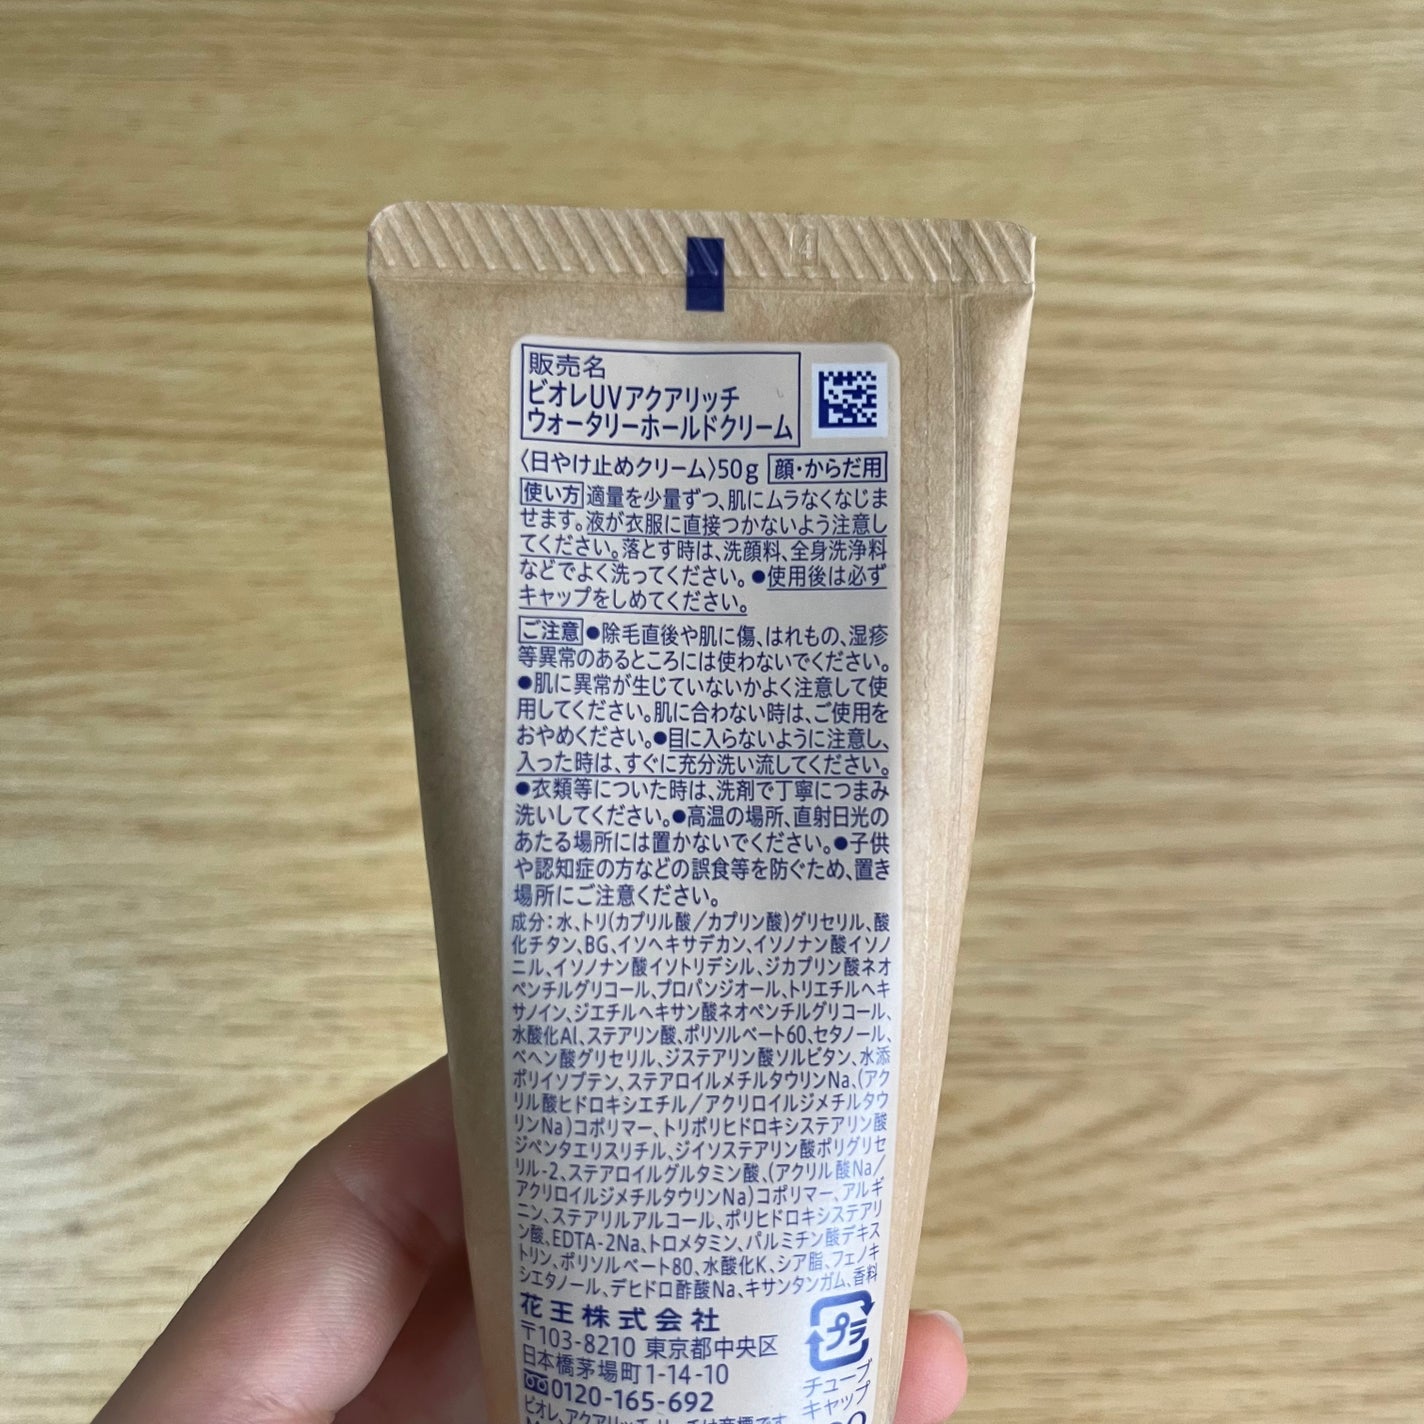 4
販売名
ビオレUVアクアリッチ
ウォータリーホールドクリーム
〈日やけ止めクリーム〉50g 顔・からだ用
使い方 適量を少量ずつ、肌にムラなくなじま
せます。液が衣服に直接つかないよう注意し
てください。落とす時は、洗顔料、全身洗浄料
などでよく洗ってください。●使用後は必ず
キャップをしめてください。
ご注意 ●除毛直後や肌に傷、はれもの、湿疹
等異常のあるところには使わないでください。
●肌に異常が生じていないかよく注意して使
用してください。肌に合わない時は、ご使用を
おやめください。●目に入らないように注意し、
入った時は、すぐに充分洗い流してください。
●衣類等についた時は、洗剤で丁寧につまみ
洗いしてください。●高温の場所、直射日光の
あたる場所には置かないでください。●子供
や認知症の方などの誤食等を防ぐため、置き
場所にご注意ください。
成分：水、トリ(カプリル酸／カプリン酸)グリセリル、酸
化チタン、BG、イソヘキサデカン、イソノナン酸イソノ
ニル、イソノナン酸イソトリデシル、ジカプリン酸ネオ
ペンチルグリコール、プロパンジオール、トリエチルヘキ
サノイン、ジエチルヘキサン酸ネオペンチルグリコール、
水酸化Al、ステアリン酸、ポリソルベート60、セタノール、
ベヘン酸グリセリル、ジステアリン酸ソルビタン、水添
ポリイソブテン、ステアロイルメチルタウリンNa、(アク
リル酸ヒドロキシエチル／アクリロイルジメチルタウ
リンNa)コポリマー、トリポリヒドロキシステアリン酸
ジペンタエリスリチル、ジイソステアリン酸ポリグリセ
リル-2、ステアロイルグルタミン酸、(アクリル酸Na／
アクリロイルジメチルタウリンNa)コポリマー、アルギ
ニン、ステアリルアルコール、ポリヒドロキシステアリ
ン酸、EDTA-2Na、トロメタミン、パルミチン酸デキス
トリン、ポリソルベート80、水酸化K、シア脂、フェノキ
シエタノール、デヒドロ酢酸Na、キサンタンガム、香料
花王株式会社
〒103-8210 東京都中央区
日本橋茅場町1-14-10
0120-165-692
プラ
チューブ
キャップ
ビオレ、アクアリッチ、リッチは商標です